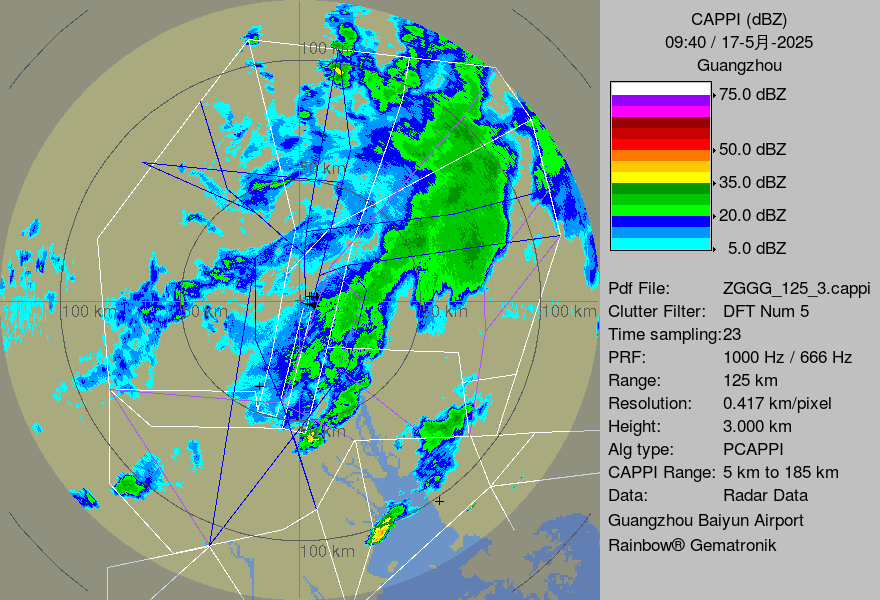 CAPPI (dBZ)
09:40 / 17-5月-2025
Guangzhou
75.0 dBZ
50.0 dBZ
35.0 dBZ
20.0 dBZ
5.0 dBZ
Pdf File: ZGGG_125_3.cappi
Clutter Filter: DFT Num 5
Time sampling:23
PRF: 1000 Hz / 666 Hz
Range: 125 km
Resolution: 0.417 km/pixel
Height: 3.000 km
Alg type: PCAPPI
CAPPI Range: 5 km to 185 km
Data: Radar Data
Guangzhou Baiyun Airport
Rainbow® Gematronik
100 km
50 km
100 km
50 km
50 km
100 km
50 km
100 km